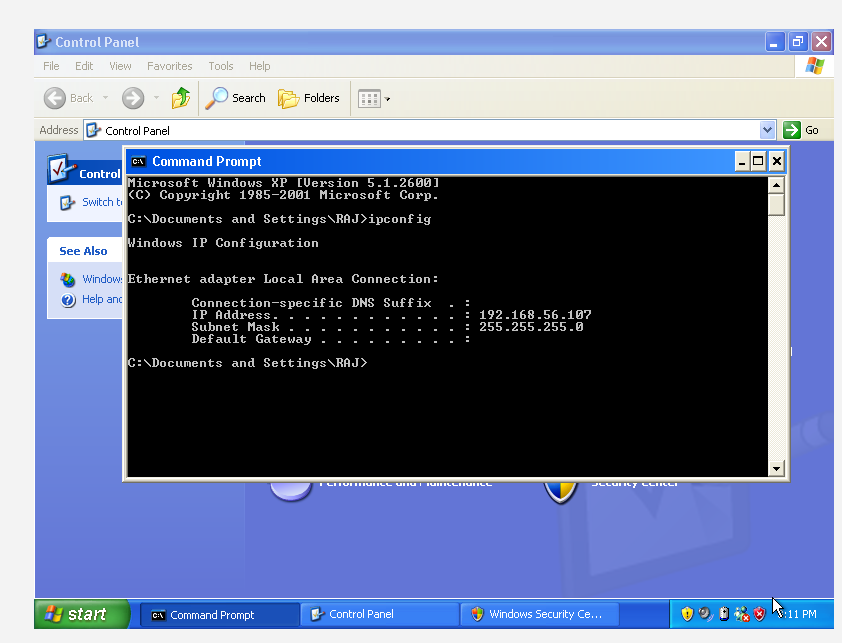 Control Panel
File Edit View Favorites Tools Help
Back Search Folders
Address Control Panel Go
Command Prompt
Control
Switch
See Also
Windows
Help and
Microsoft Windows XP [Version 5.1.2600]
(C) Copyright 1985-2001 Microsoft Corp.
C:\Documents and Settings\RAJ>ipconfig
Windows IP Configuration
Ethernet adapter Local Area Connection:
Connection-specific DNS Suffix . :
IP Address. . . . . . . . . . . . : 192.168.56.107
Subnet Mask . . . . . . . . . . . : 255.255.255.0
Default Gateway . . . . . . . . . :
C:\Documents and Settings\RAJ>
Performance and Maintenance Security Center
start Command Prompt Control Panel Windows Security Ce... :11 PM